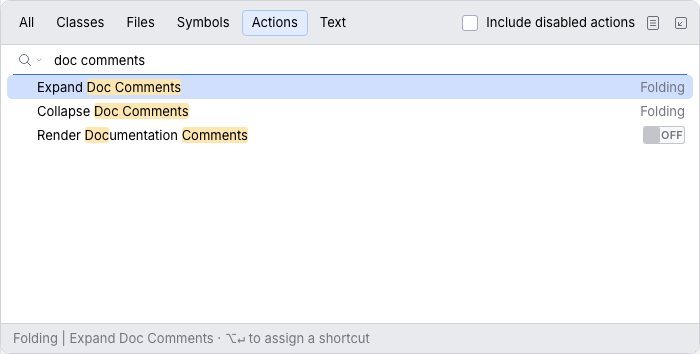 All Classes Files Symbols Actions Text Include disabled actions
doc comments
Expand Doc Comments Folding
Collapse Doc Comments Folding
Render Documentation Comments OFF
Folding | Expand Doc Comments · ⌥↵ to assign a shortcut